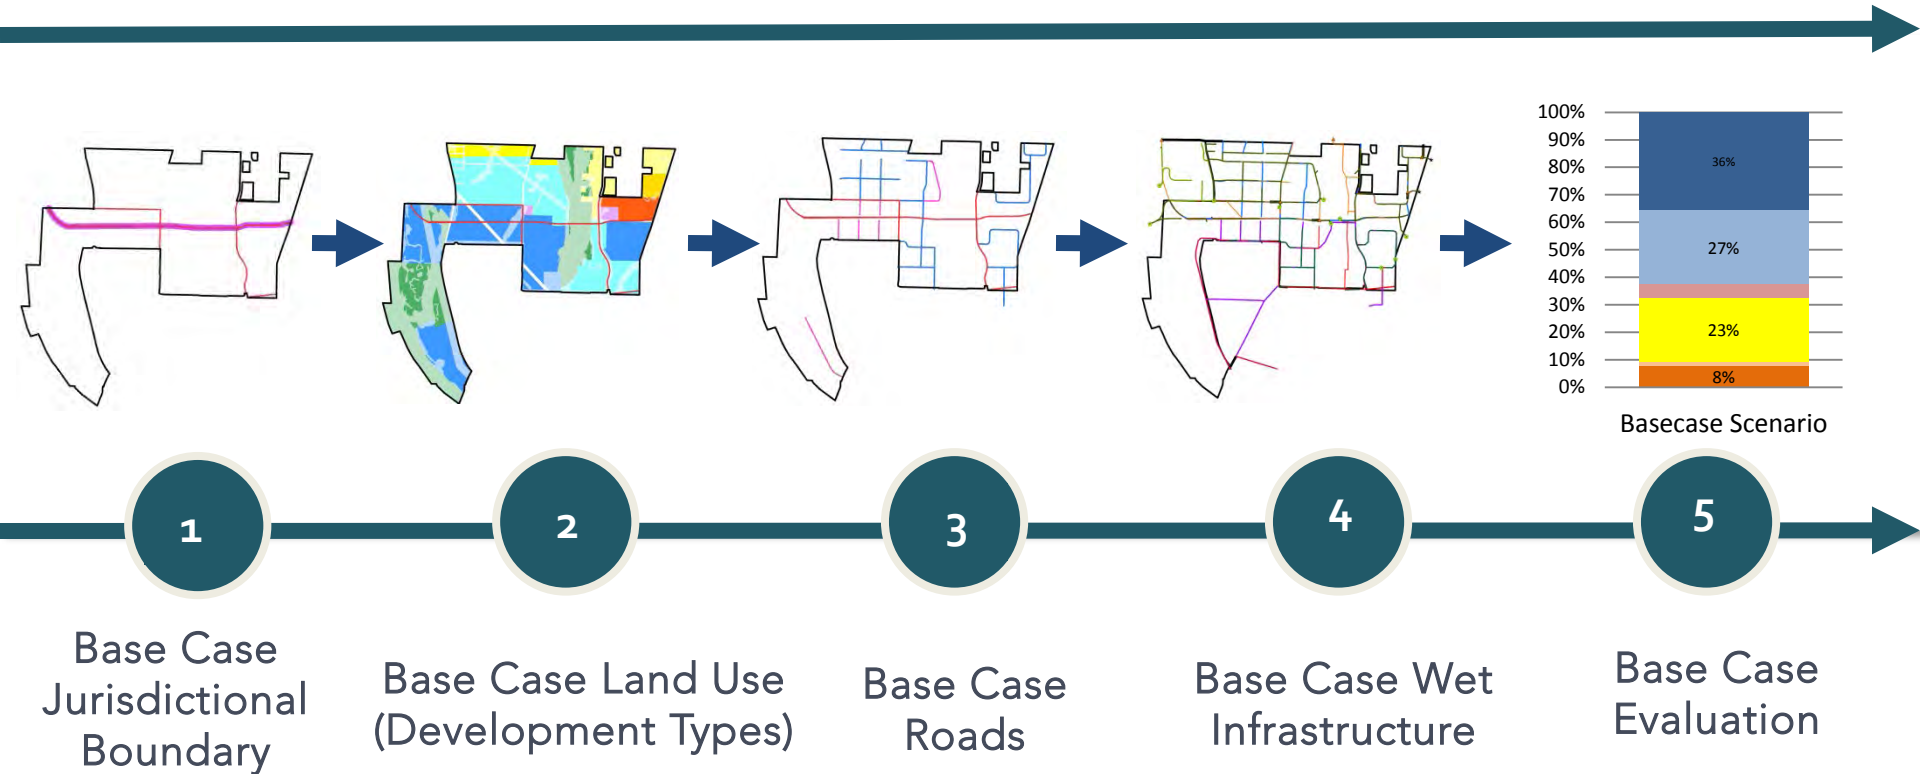 100%
90%
80%
70%
60%
50%
40%
30%
20%
10%
0%
36%
27%
23%
8%
Basecase Scenario
1
2
3
4
5
Base Case
Jurisdictional
Boundary
Base Case Land Use
(Development Types)
Base Case
Roads
Base Case Wet
Infrastructure
Base Case
Evaluation